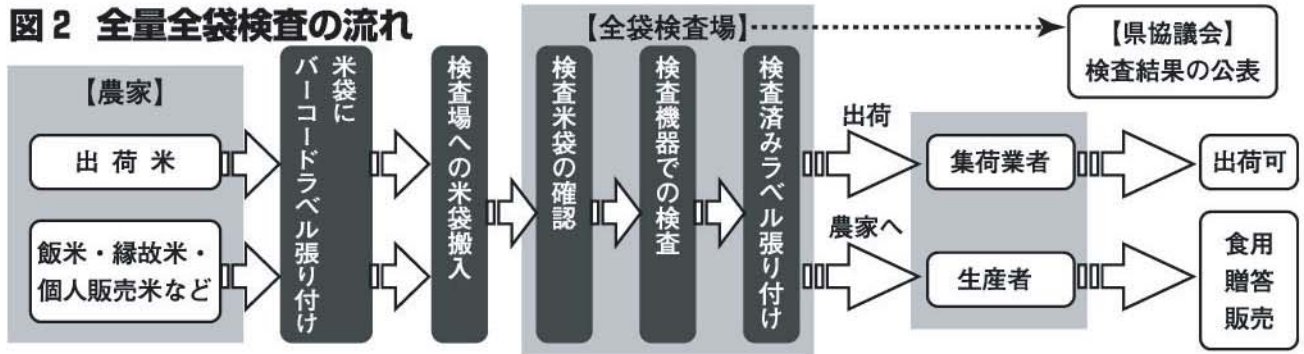 図2 全量全袋検査の流れ
【農家】
出荷米
飯米・縁故米・
個人販売米など
米袋に
バーコードラベル張り付け
検査場への米袋搬入
【全袋検査場】
検査米袋の確認
検査機器での検査
検査済みラベル張り付け
【県協議会】
検査結果の公表
出荷
集荷業者
出荷可
農家へ
生産者
食用
贈答
販売